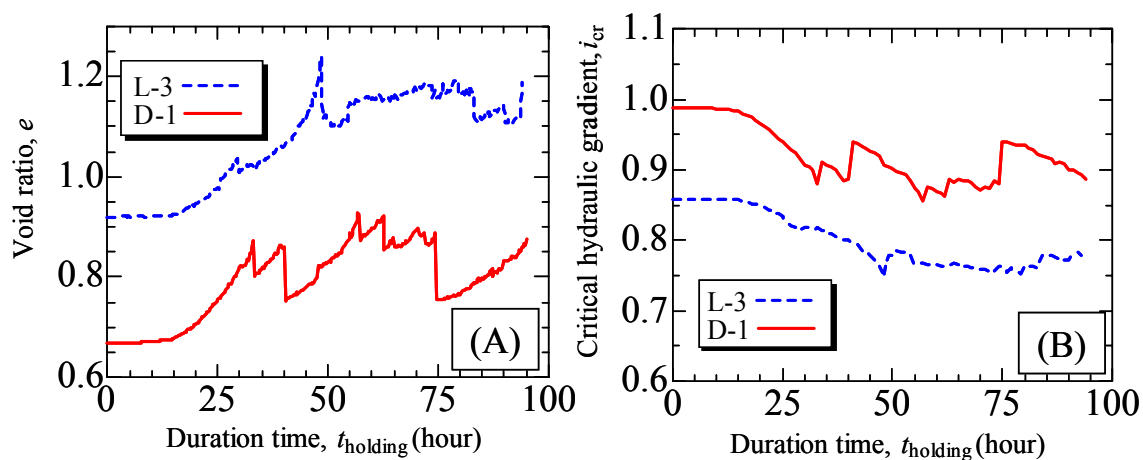 1.2
1.0
0.8
0.6
Void ratio, e
L-3
D-1
(A)
0
25
50
75
100
Duration time, tholding (hour)
1.1
1.0
0.9
0.8
0.7
0.6
Critical hydraulic gradient, icr
L-3
D-1
(B)
0
25
50
75
100
Duration time, tholding (hour)